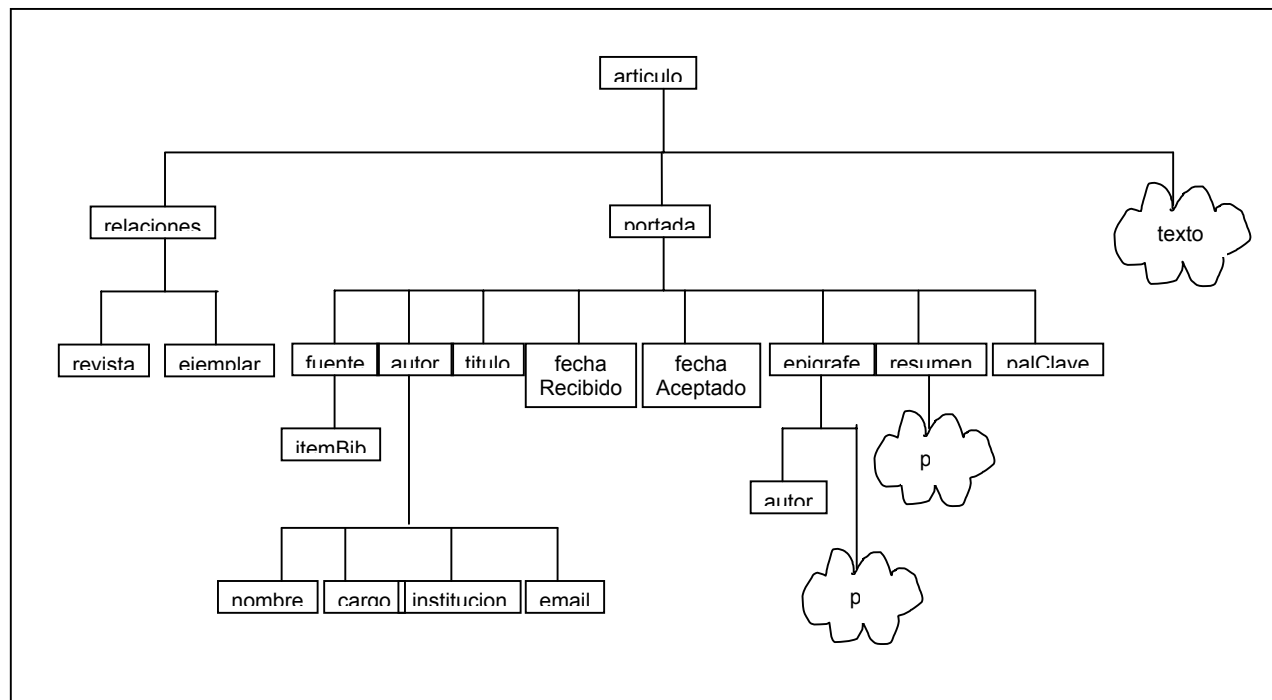 articulo
relaciones
portada
texto
revista
ejemplar
fuente
autor
titulo
fecha
Recibido
fecha
Aceptado
epigrafe
resumen
palClave
itemBib
p
autor
nombre
cargo
institucion
email
p